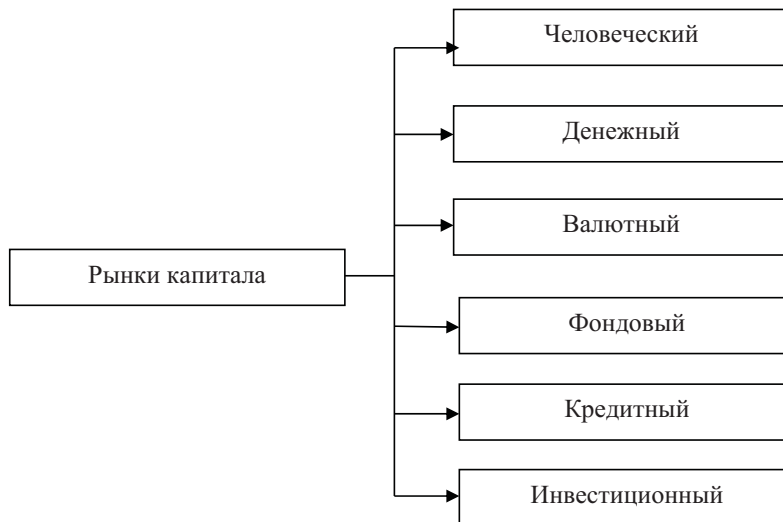 Человеческий
Денежный
Валютный
Рынки капитала
Фондовый
Кредитный
Инвестиционный